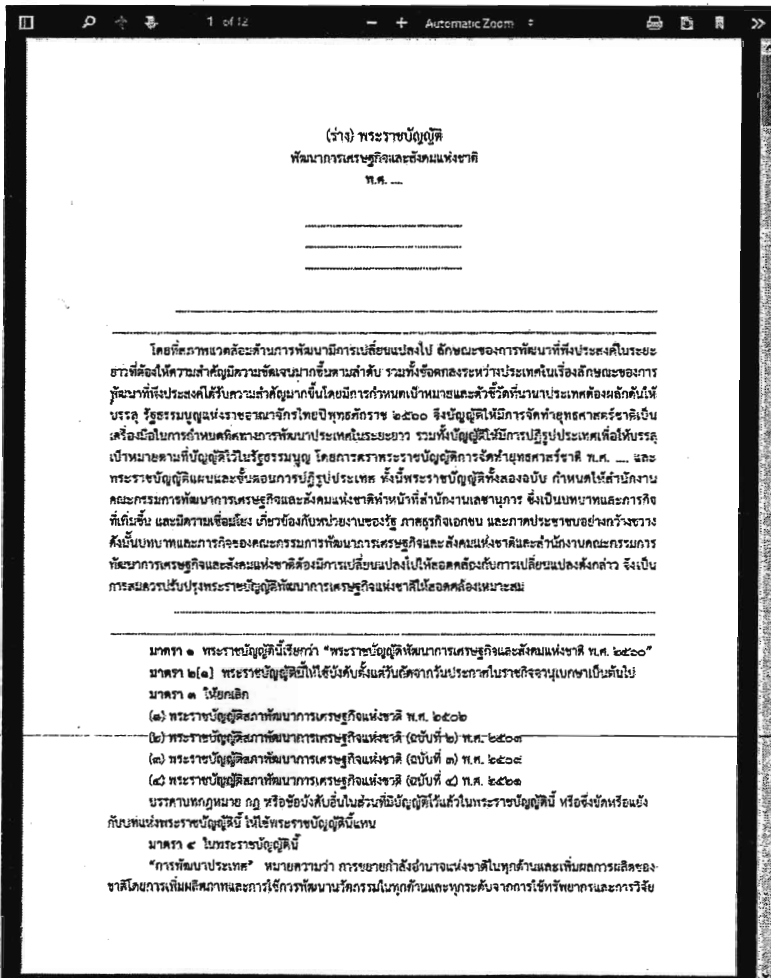 1 of 12
− + Automatic Zoom
(ร่าง) พระราชบัญญัติ
พัฒนาการเศรษฐกิจและสังคมแห่งชาติ
พ.ศ. ....
โดยที่สภาพแวดล้อมด้านการพัฒนามีการเปลี่ยนแปลงไป ลักษณะของการพัฒนาที่พึงประสงค์ในระยะ
ยาวที่ต้องให้ความสำคัญมีความชัดเจนมากขึ้นตามลำดับ รวมทั้งข้อตกลงระหว่างประเทศในเรื่องลักษณะของการ
พัฒนาที่พึงประสงค์ได้รับความสำคัญมากขึ้นโดยมีการกำหนดเป้าหมายและตัวชี้วัดที่นานาประเทศต้องผลักดันให้
บรรลุ รัฐธรรมนูญแห่งราชอาณาจักรไทยปีพุทธศักราช ๒๕๖๐ จึงบัญญัติให้มีการจัดทำยุทธศาสตร์ชาติเป็น
เครื่องมือในการกำหนดทิศทางการพัฒนาประเทศในระยะยาว รวมทั้งบัญญัติให้มีการปฏิรูปประเทศเพื่อให้บรรลุ
เป้าหมายตามที่บัญญัติไว้ในรัฐธรรมนูญ โดยการตราพระราชบัญญัติการจัดทำยุทธศาสตร์ชาติ พ.ศ. .... และ
พระราชบัญญัติแผนและขั้นตอนการปฏิรูปประเทศ ทั้งนี้พระราชบัญญัติทั้งสองฉบับ กำหนดให้สำนักงาน
คณะกรรมการพัฒนาการเศรษฐกิจและสังคมแห่งชาติทำหน้าที่สำนักงานเลขานุการ ซึ่งเป็นบทบาทและภารกิจ
ที่เพิ่มขึ้น และมีความเชื่อมโยง เกี่ยวข้องกับหน่วยงานของรัฐ ภาคธุรกิจเอกชน และภาคประชาชนอย่างกว้างขวาง
ดังนั้นบทบาทและภารกิจของคณะกรรมการพัฒนาการเศรษฐกิจและสังคมแห่งชาติและสำนักงานคณะกรรมการ
พัฒนาการเศรษฐกิจและสังคมแห่งชาติต้องมีการเปลี่ยนแปลงไปให้สอดคล้องกับการเปลี่ยนแปลงดังกล่าว จึงเป็น
การสมควรปรับปรุงพระราชบัญญัติพัฒนาการเศรษฐกิจแห่งชาติให้สอดคล้องเหมาะสม
มาตรา ๑ พระราชบัญญัตินี้เรียกว่า “พระราชบัญญัติพัฒนาการเศรษฐกิจและสังคมแห่งชาติ พ.ศ. ๒๕๖๐”
มาตรา ๒[๑] พระราชบัญญัตินี้ให้ใช้บังคับตั้งแต่วันถัดจากวันประกาศในราชกิจจานุเบกษาเป็นต้นไป
มาตรา ๓ ให้ยกเลิก
(๑) พระราชบัญญัติสภาพัฒนาการเศรษฐกิจแห่งชาติ พ.ศ. ๒๕๐๒
(๒) พระราชบัญญัติสภาพัฒนาการเศรษฐกิจแห่งชาติ (ฉบับที่ ๒) พ.ศ.
(๓) พระราชบัญญัติสภาพัฒนาการเศรษฐกิจแห่งชาติ (ฉบับที่ ๓) พ.ศ.
(๔) พระราชบัญญัติสภาพัฒนาการเศรษฐกิจแห่งชาติ (ฉบับที่ ๔) พ.ศ. ๒๕๒๑
บรรดาบทกฎหมาย กฎ หรือข้อบังคับอื่นในส่วนที่มีบัญญัติไว้แล้วในพระราชบัญญัตินี้ หรือซึ่งขัดหรือแย้ง
กับบทแห่งพระราชบัญญัตินี้ ให้ใช้พระราชบัญญัตินี้แทน
มาตรา ๔ ในพระราชบัญญัตินี้
“การพัฒนาประเทศ” หมายความว่า การขยายกำลังอำนาจแห่งชาติในทุกด้านและเพิ่มผลการผลิตของ
ชาติโดยการเพิ่มผลิตภาพและการใช้การพัฒนานวัตกรรมในทุกด้านและทุกระดับจากการใช้ทรัพยากรและการวิจัย